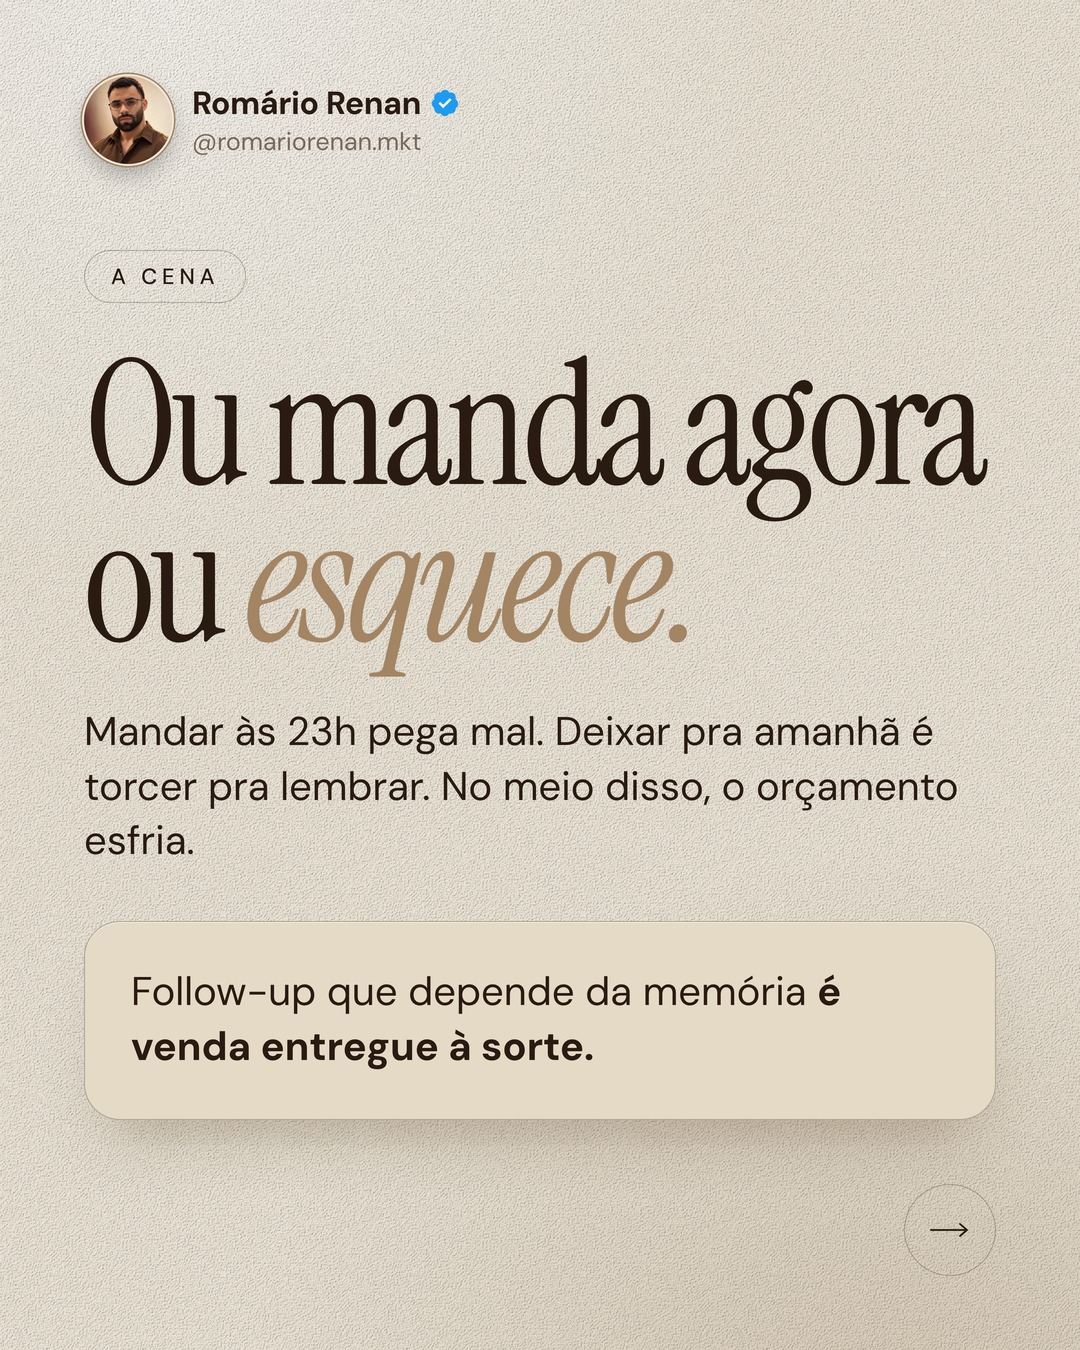 Romário Renan
@romariorenan.mkt
A CENA
Ou manda agora
ou esquece.
Mandar às 23h pega mal. Deixar pra amanhã é
torcer pra lembrar. No meio disso, o orçamento
esfria.
Follow-up que depende da memória é
venda entregue à sorte.